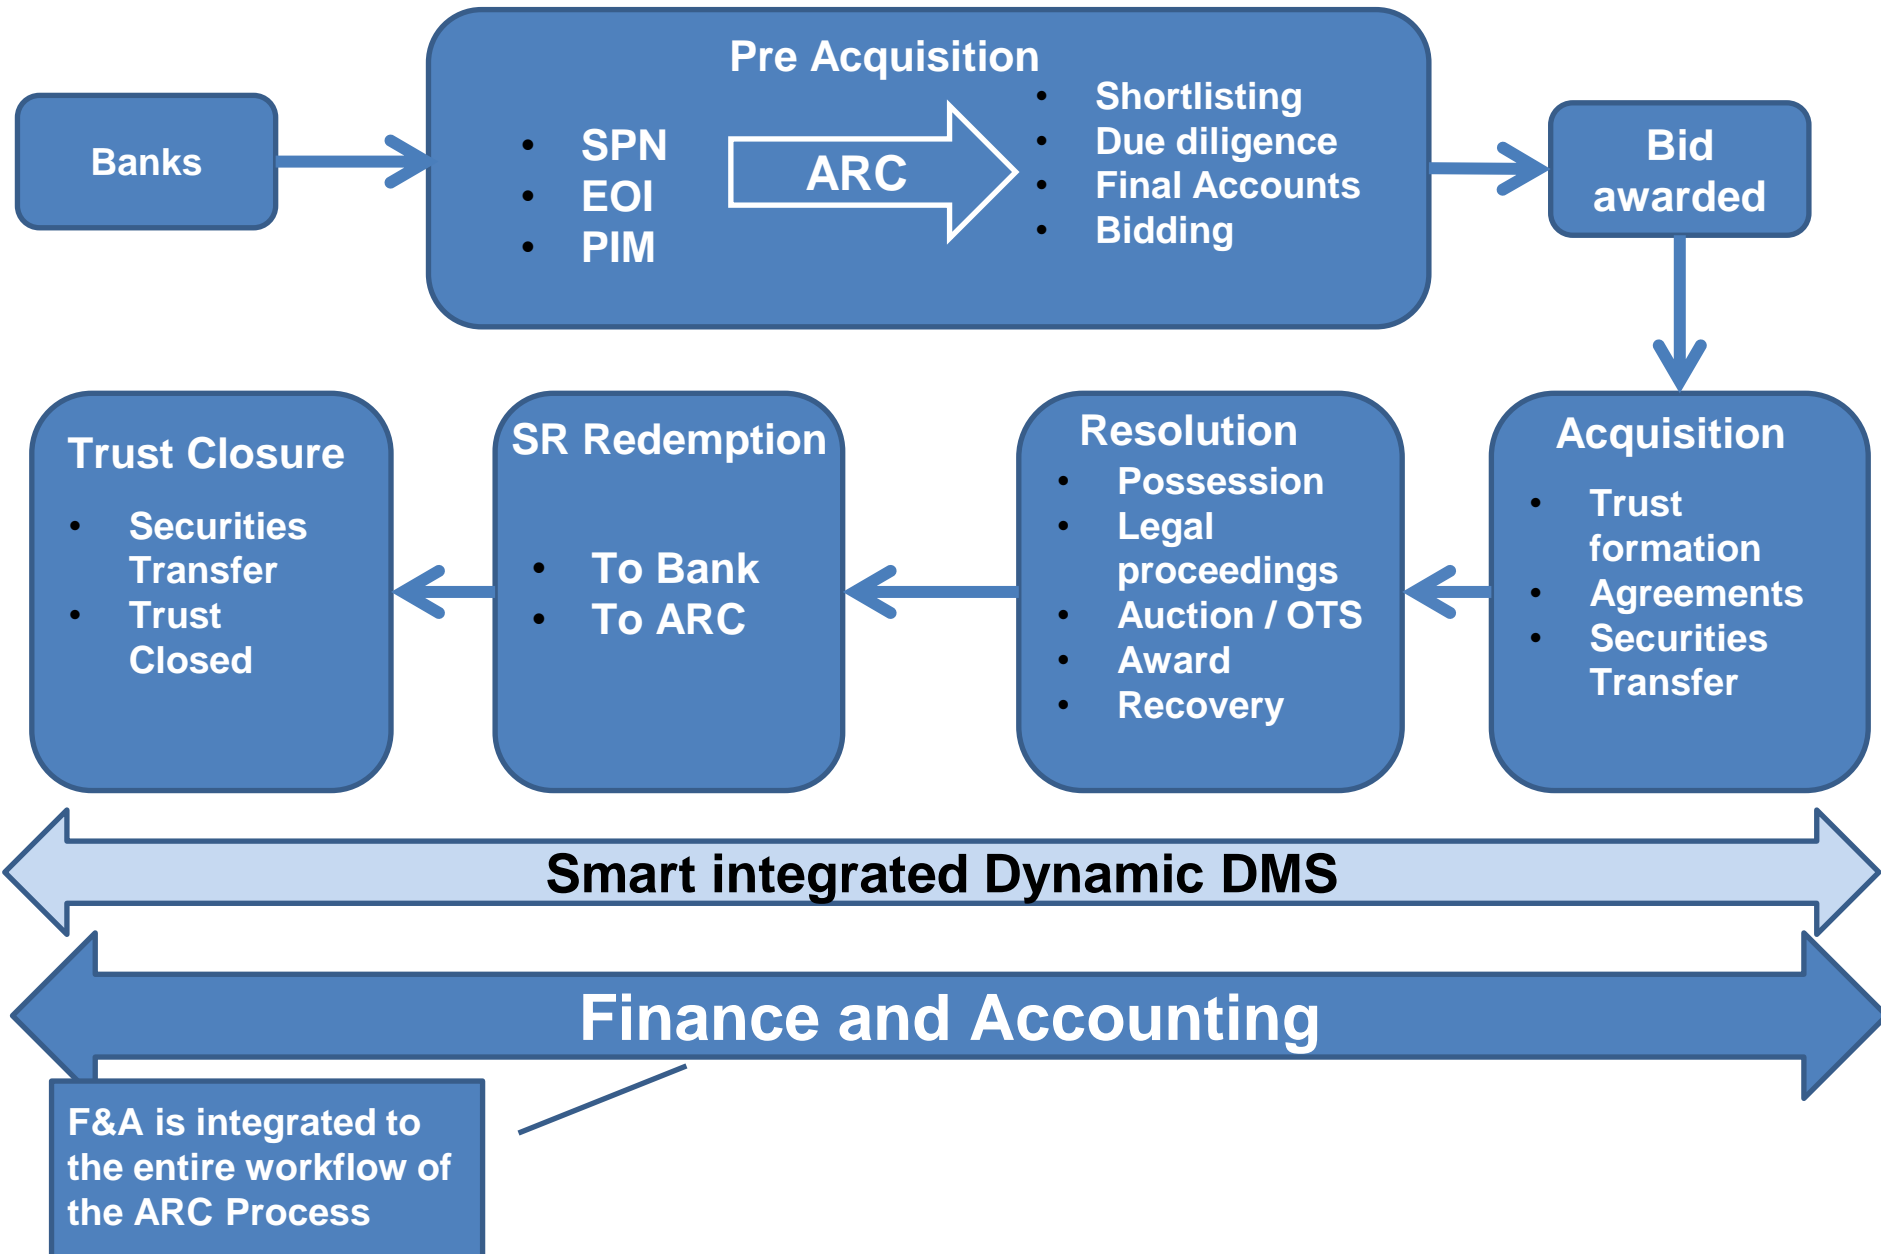 Pre Acquisition
Banks
• SPN
• EOI
• PIM
ARC
• Shortlisting
• Due diligence
• Final Accounts
• Bidding
Bid
awarded
Trust Closure
• Securities
Transfer
• Trust
Closed
SR Redemption
• To Bank
• To ARC
Resolution
• Possession
• Legal
proceedings
• Auction / OTS
• Award
• Recovery
Acquisition
• Trust
formation
• Agreements
• Securities
Transfer
Smart integrated Dynamic DMS
Finance and Accounting
F&A is integrated to
the entire workflow of
the ARC Process